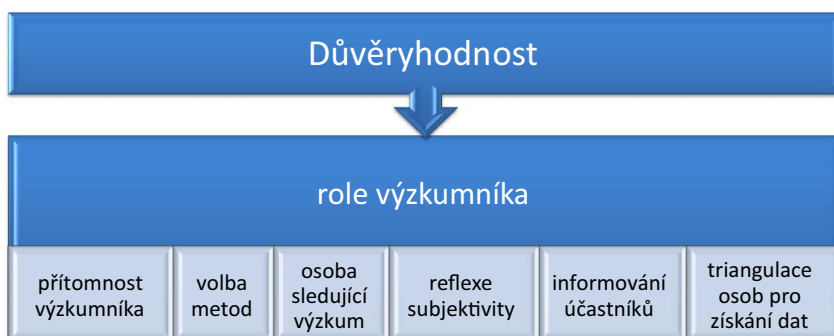 Důvěryhodnost
role výzkumníka
přítomnost
výzkumníka
volba
metod
osoba
sledující
výzkum
reflexe
subjektivity
informování
účastníků
triangulace
osob pro
získání dat